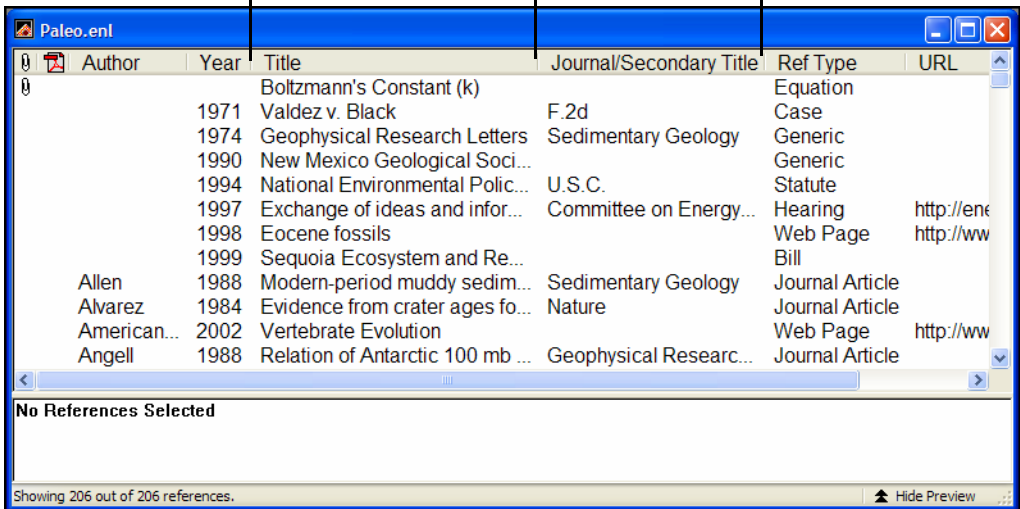 Paleo.enl
Author Year Title Journal/Secondary Title Ref Type URL
Boltzmann's Constant (k) Equation
1971 Valdez v. Black F.2d Case
1974 Geophysical Research Letters Sedimentary Geology Generic
1990 New Mexico Geological Soci... Generic
1994 National Environmental Polic... U.S.C. Statute
1997 Exchange of ideas and infor... Committee on Energy... Hearing http://ene
1998 Eocene fossils Web Page http://ww
1999 Sequoia Ecosystem and Re... Bill
Allen 1988 Modern-period muddy sedim... Sedimentary Geology Journal Article
Alvarez 1984 Evidence from crater ages fo... Nature Journal Article
American... 2002 Vertebrate Evolution Web Page http://ww
Angell 1988 Relation of Antarctic 100 mb ... Geophysical Researc... Journal Article
No References Selected
Showing 206 out of 206 references. Hide Preview